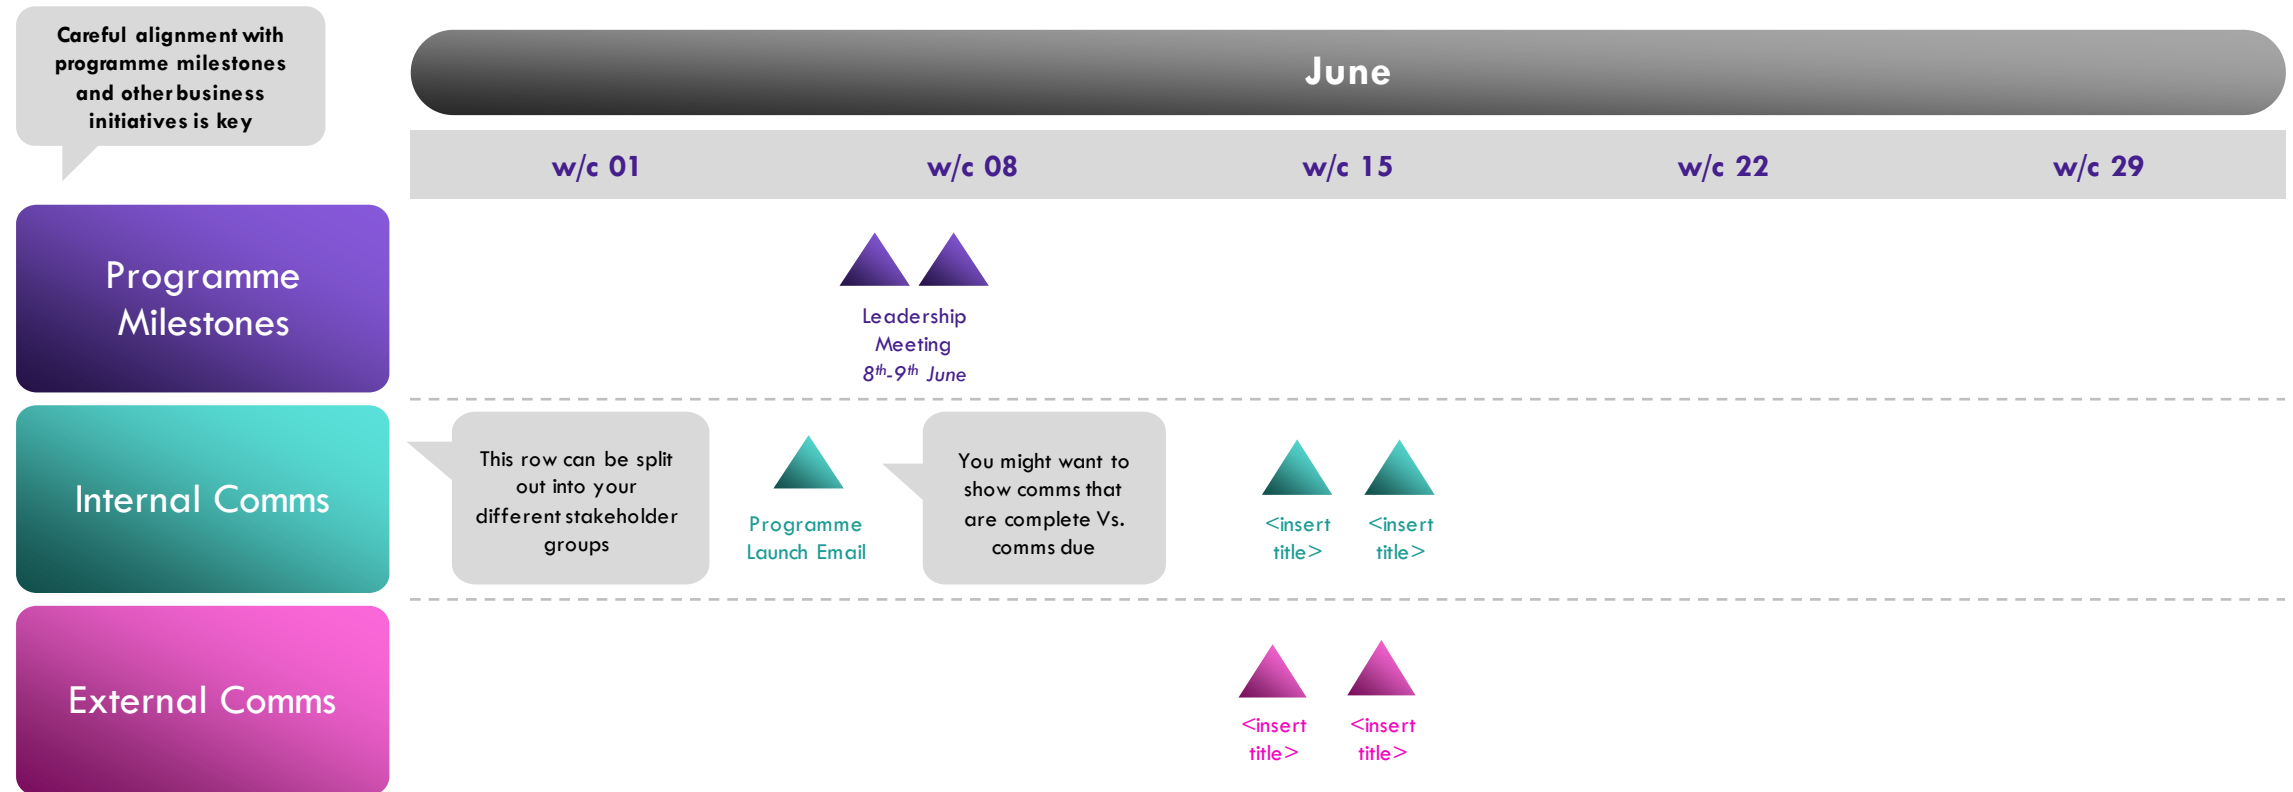 Careful alignment with
programme milestones
and other business
initiatives is key
June
w/c 01
w/c 08
w/c 15
w/c 22
w/c 29
Programme
Milestones
Leadership
Meeting
8th-9th June
Internal Comms
This row can be split
out into your
different stakeholder
groups
Programme
Launch Email
You might want to
show comms that
are complete Vs.
comms due
<insert
title>
<insert
title>
External Comms
<insert
title>
<insert
title>